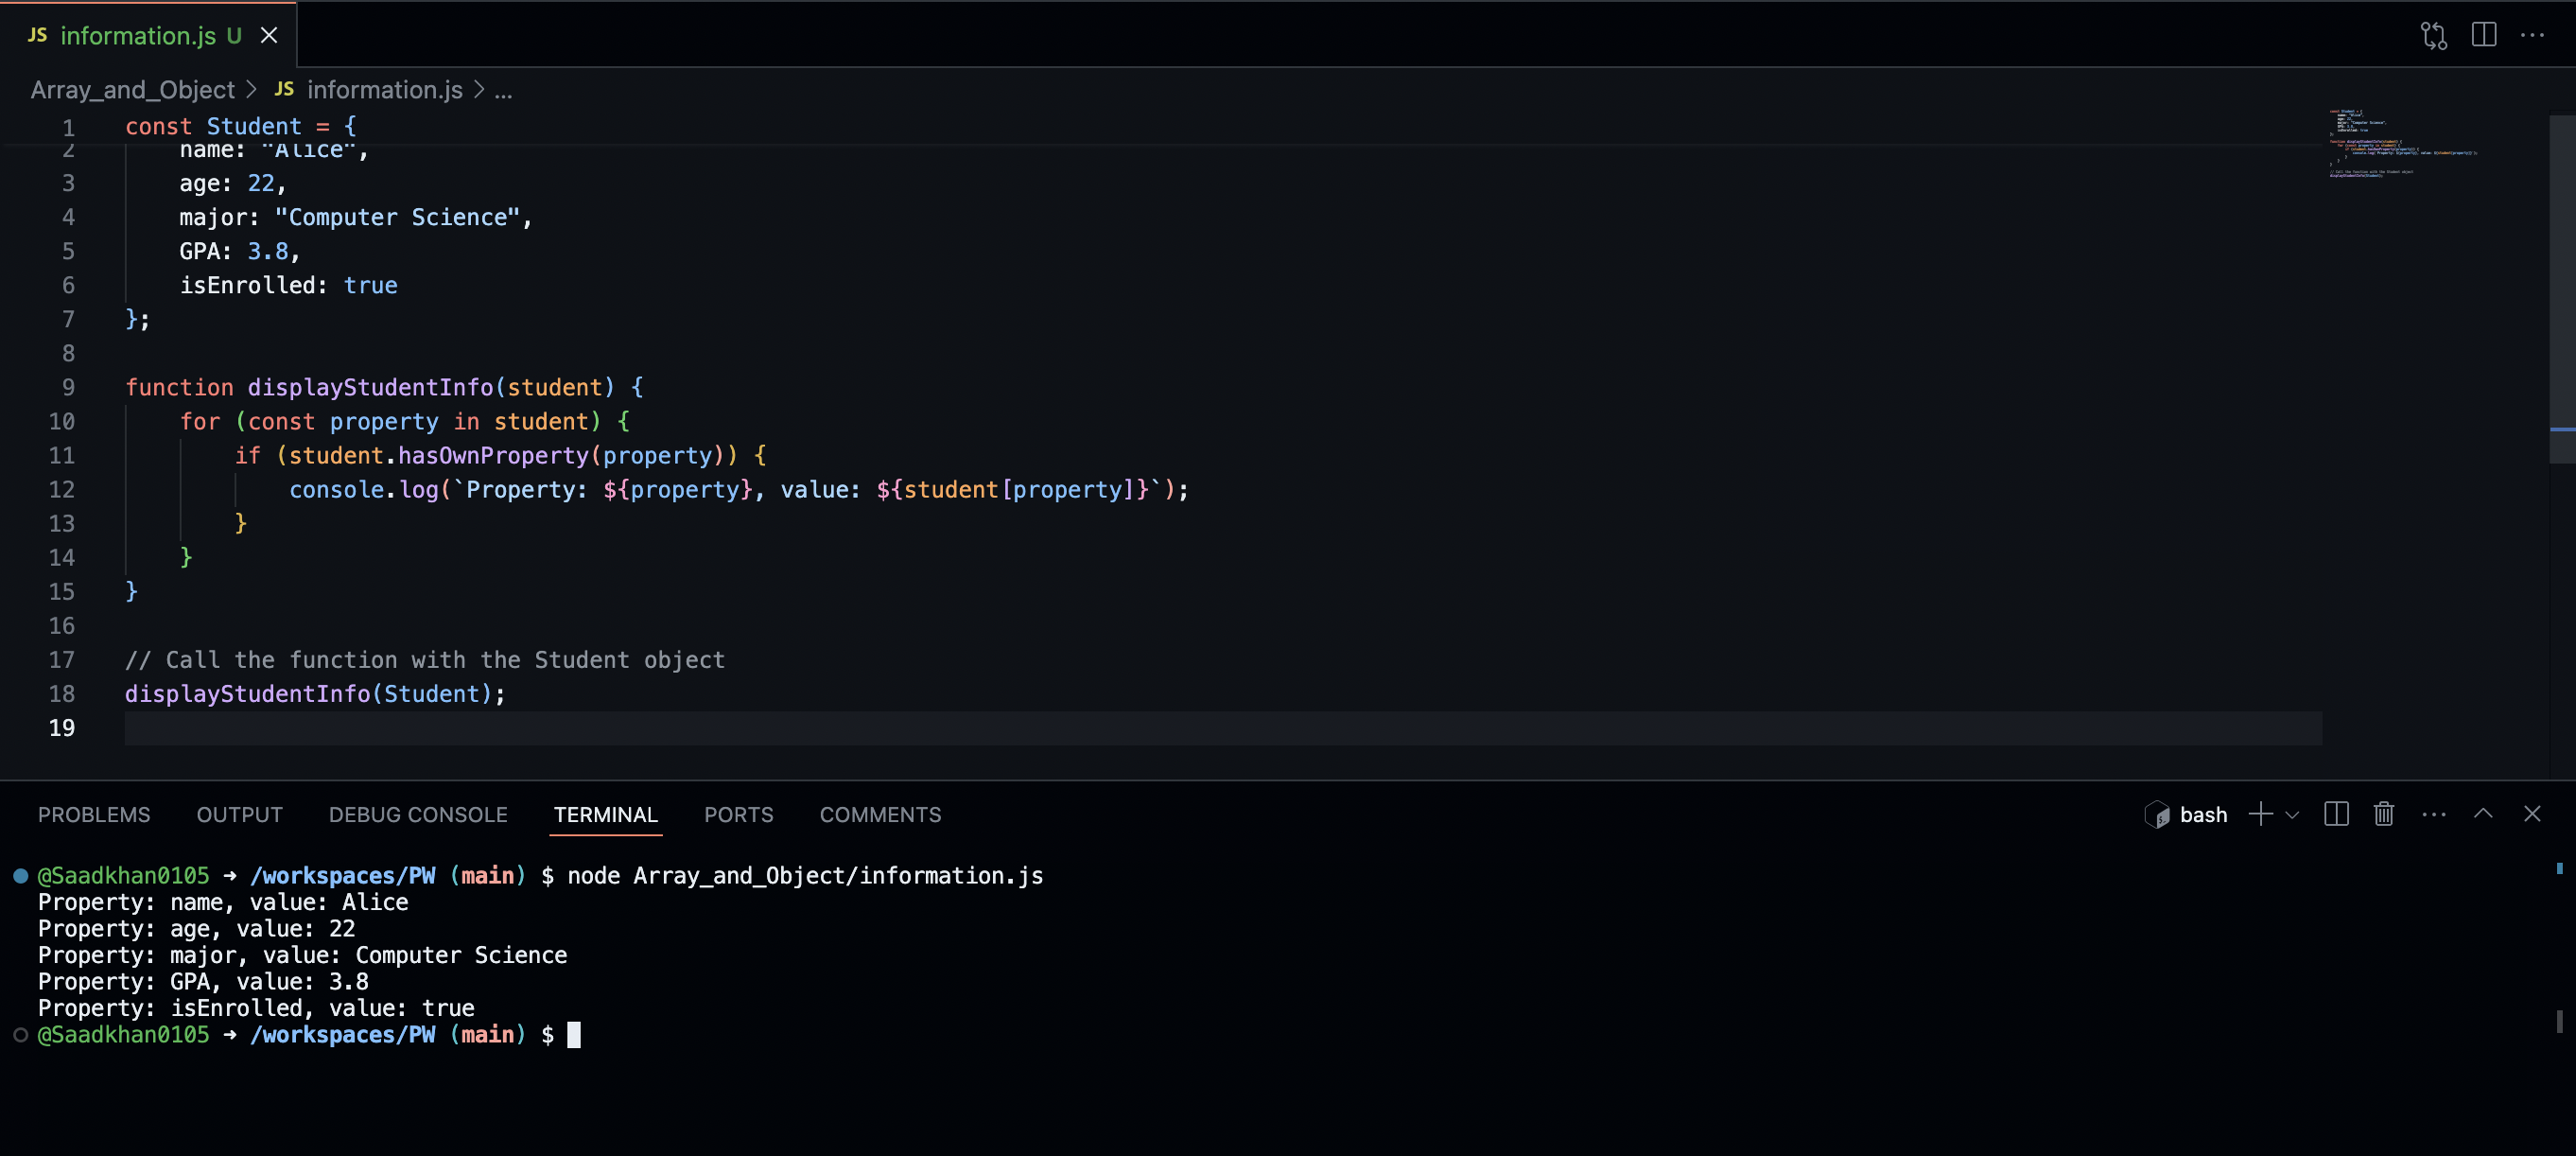 JS information.js U
Array_and_Object > JS information.js > ...
1 const Student = {
2     name: "Alice",
3     age: 22,
4     major: "Computer Science",
5     GPA: 3.8,
6     isEnrolled: true
7 };
8
9 function displayStudentInfo(student) {
10     for (const property in student) {
11         if (student.hasOwnProperty(property)) {
12             console.log(`Property: ${property}, value: ${student[property]}`);
13         }
14     }
15 }
16
17 // Call the function with the Student object
18 displayStudentInfo(Student);
19
PROBLEMS OUTPUT DEBUG CONSOLE TERMINAL PORTS COMMENTS bash
@Saadkhan0105 → /workspaces/PW (main) $ node Array_and_Object/information.js
Property: name, value: Alice
Property: age, value: 22
Property: major, value: Computer Science
Property: GPA, value: 3.8
Property: isEnrolled, value: true
@Saadkhan0105 → /workspaces/PW (main) $